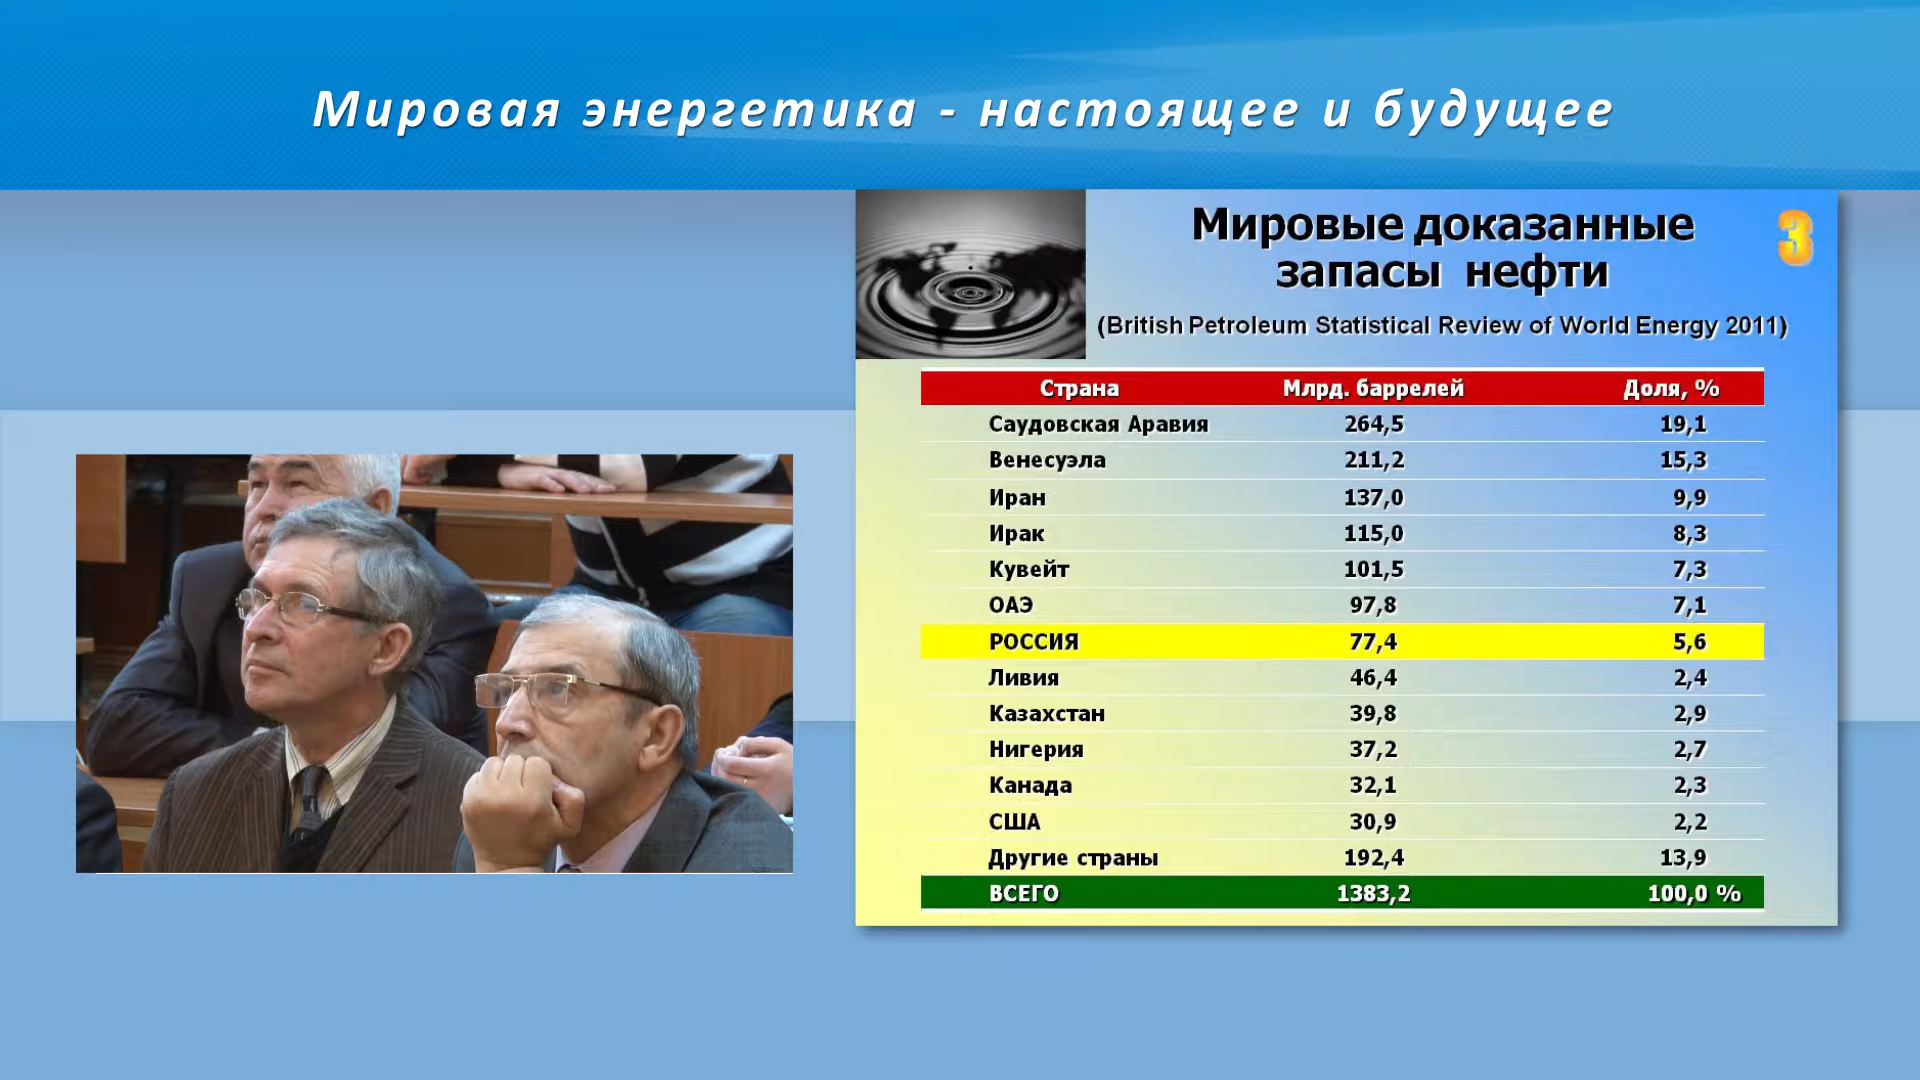 Мировая энергетика - настоящее и будущее
Мировые доказанные
запасы нефти
3
(British Petroleum Statistical Review of World Energy 2011)
Страна Млрд. баррелей Доля, %
Саудовская Аравия 264,5 19,1
Венесуэла 211,2 15,3
Иран 137,0 9,9
Ирак 115,0 8,3
Кувейт 101,5 7,3
ОАЭ 97,8 7,1
РОССИЯ 77,4 5,6
Ливия 46,4 2,4
Казахстан 39,8 2,9
Нигерия 37,2 2,7
Канада 32,1 2,3
США 30,9 2,2
Другие страны 192,4 13,9
ВСЕГО 1383,2 100,0 %